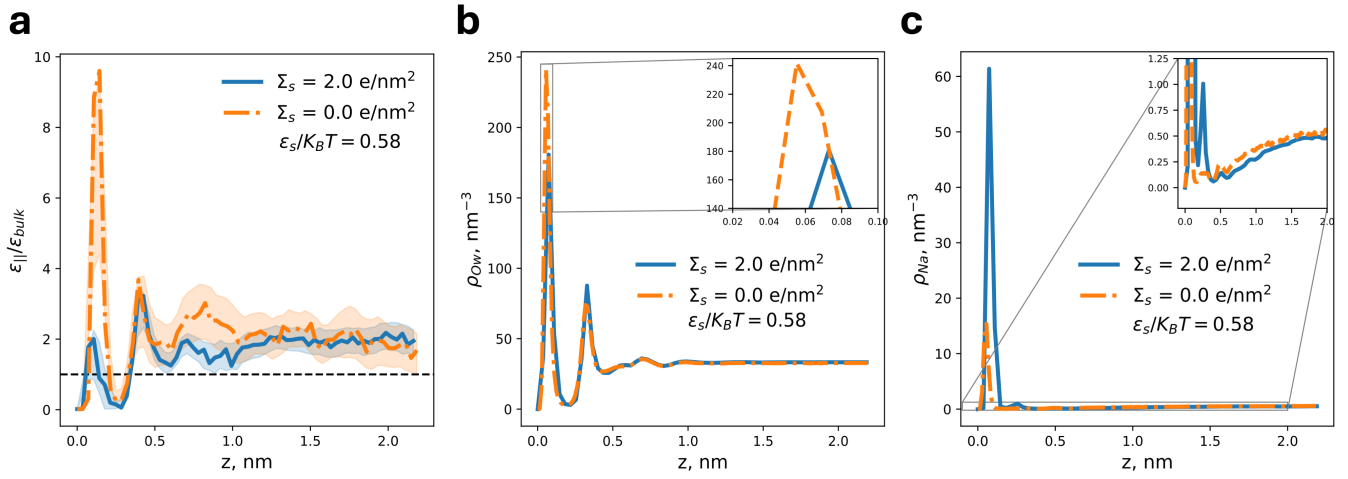 a
10
8
6
4
2
0
0.0 0.5 1.0 1.5 2.0
z, nm
ε||/εbulk
Σs = 2.0 e/nm²
Σs = 0.0 e/nm²
εs/KBT = 0.58
b
250
200
150
100
50
0
0.0 0.5 1.0 1.5 2.0
z, nm
ρOw, nm⁻³
240
220
200
180
160
140
0.02 0.04 0.06 0.08 0.10
Σs = 2.0 e/nm²
Σs = 0.0 e/nm²
εs/KBT = 0.58
c
60
50
40
30
20
10
0
0.0 0.5 1.0 1.5 2.0
z, nm
ρNa, nm⁻³
1.25
1.00
0.75
0.50
0.25
0.00
0.0 0.5 1.0 1.5 2.0
Σs = 2.0 e/nm²
Σs = 0.0 e/nm²
εs/KBT = 0.58